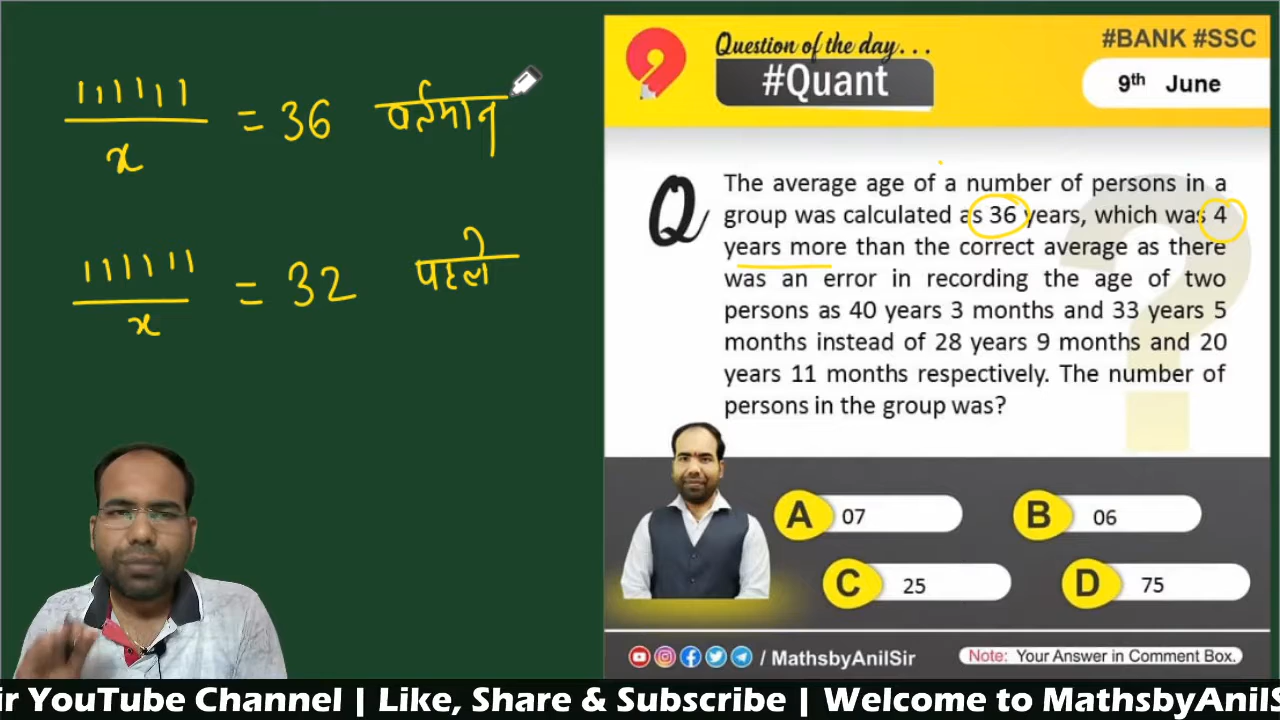 x = 36 वर्तमान
x = 32 पहले
Question of the day...
#Quant
#BANK #SSC
9th June
Q
The average age of a number of persons in a
group was calculated as 36 years, which was 4
years more than the correct average as there
was an error in recording the age of two
persons as 40 years 3 months and 33 years 5
months instead of 28 years 9 months and 20
years 11 months respectively. The number of
persons in the group was?
A 07
B 06
C 25
D 75
/ MathsbyAnilSir
Note: Your Answer in Comment Box.
ir YouTube Channel | Like, Share & Subscribe | Welcome to MathsbyAnilS